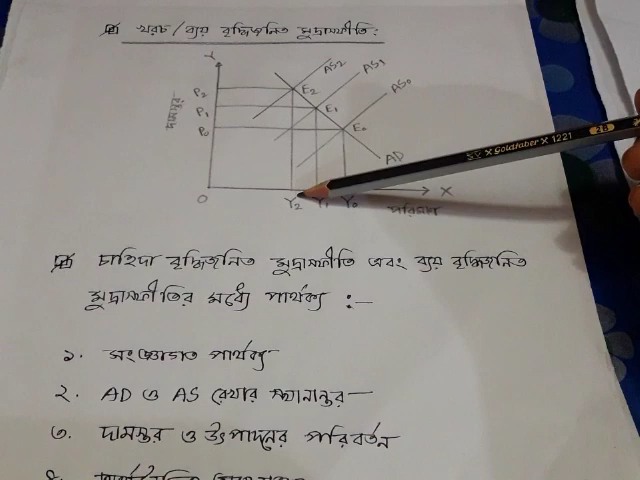 খরচ/ব্যয় বৃদ্ধিজনিত মুদ্রাস্ফীতি:
Y
AS2
AS1
AS0
P2
P1
P0
E2
E1
E0
দামস্তর
AD
Goldfaber 1221 2B
O
Y2 Y1 Y0
X
পরিমাণ
চাহিদা বৃদ্ধিজনিত মুদ্রাস্ফীতি এবং ব্যয় বৃদ্ধিজনিত
মুদ্রাস্ফীতির মধ্যে পার্থক্য :-
১. সংজ্ঞাগত পার্থক্য
২. AD ও AS রেখার স্থানান্তর
৩. দামস্তর ও উৎপাদনের পরিবর্তন
৪.